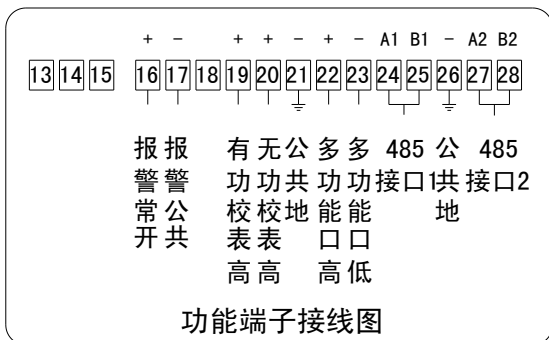 + − + + − + − A1 B1 − A2 B2
13 14 15 16 17 18 19 20 21 22 23 24 25 26 27 28
报警常开
报警公共
有功校表高
无功校表高
公共地
多功能口高
多功能口低
485
接口1
公共地
485
接口2
功能端子接线图